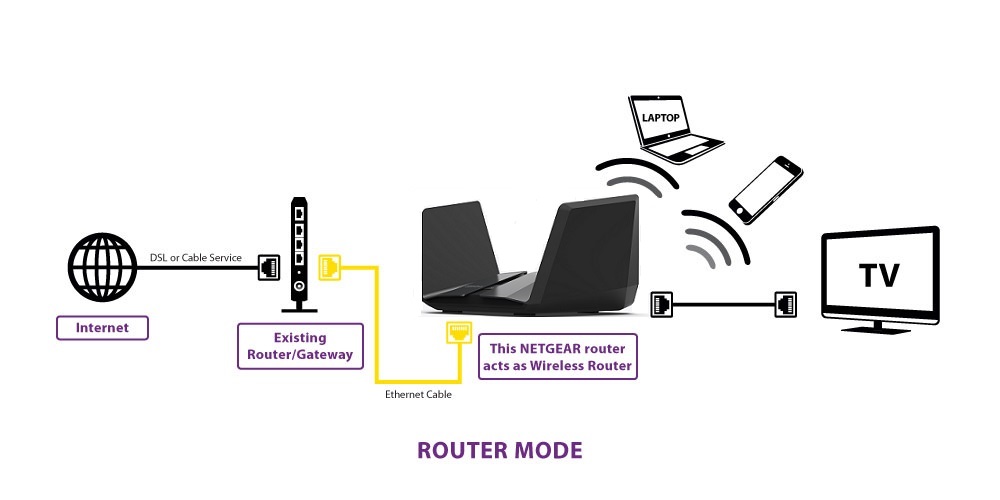 LAPTOP
DSL or Cable Service
TV
Internet
Existing
Router/Gateway
This NETGEAR router
acts as Wireless Router
Ethernet Cable
ROUTER MODE